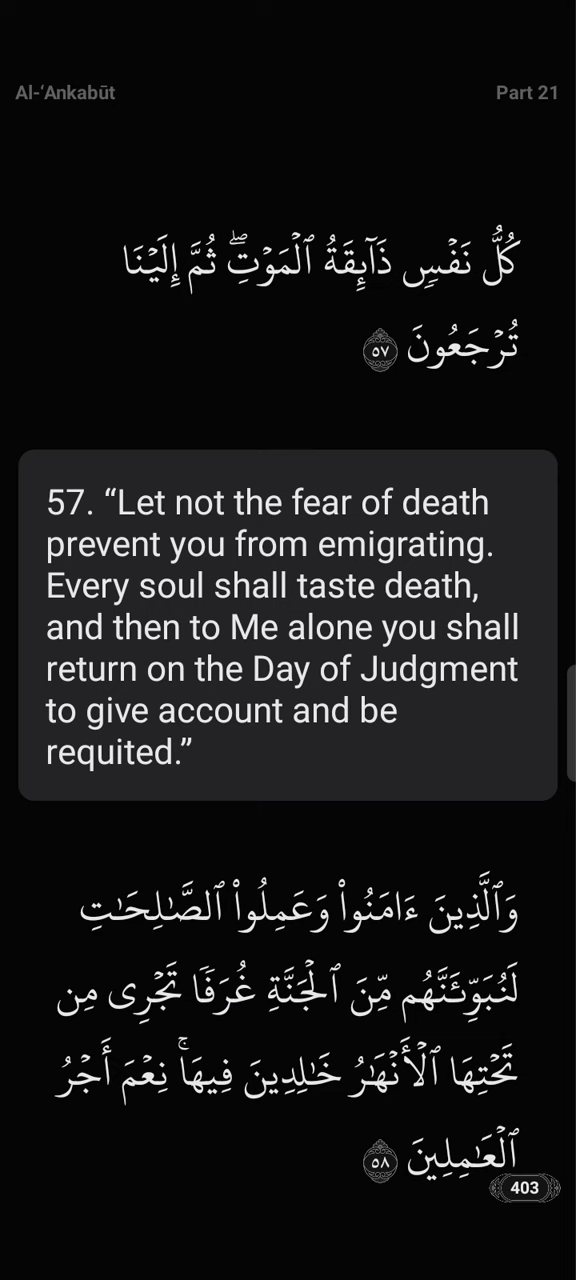 Al-‘Ankabūt
Part 21
كُلُّ نَفۡسٖ ذَآئِقَةُ ٱلۡمَوۡتِۖ ثُمَّ إِلَيۡنَا
تُرۡجَعُونَ ٥٧
57. “Let not the fear of death
prevent you from emigrating.
Every soul shall taste death,
and then to Me alone you shall
return on the Day of Judgment
to give account and be
requited.”
وَٱلَّذِينَ ءَامَنُواْ وَعَمِلُواْ ٱلصَّٰلِحَٰتِ
لَنُبَوِّئَنَّهُم مِّنَ ٱلۡجَنَّةِ غُرَفٗا تَجۡرِي مِن
تَحۡتِهَا ٱلۡأَنۡهَٰرُ خَٰلِدِينَ فِيهَاۚ نِعۡمَ أَجۡرُ
ٱلۡعَٰمِلِينَ ٥٨
403